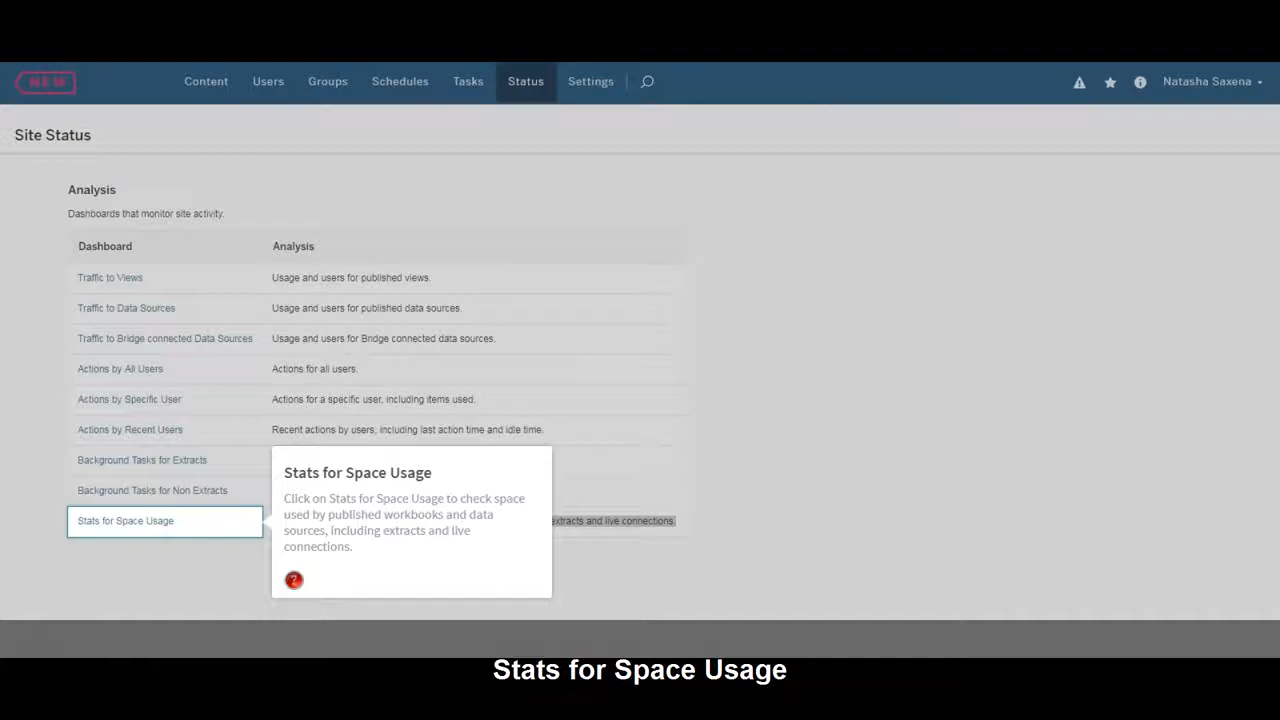 NEW
Content Users Groups Schedules Tasks Status Settings Natasha Saxena
Site Status
Analysis
Dashboards that monitor site activity.
Dashboard Analysis
Traffic to Views Usage and users for published views.
Traffic to Data Sources Usage and users for published data sources.
Traffic to Bridge connected Data Sources Usage and users for Bridge connected data sources.
Actions by All Users Actions for all users.
Actions by Specific User Actions for a specific user, including items used.
Actions by Recent Users Recent actions by users, including last action time and idle time.
Background Tasks for Extracts
Background Tasks for Non Extracts
Stats for Space Usage extracts and live connections.
Stats for Space Usage
Click on Stats for Space Usage to check space
used by published workbooks and data
sources, including extracts and live
connections.
?
Stats for Space Usage